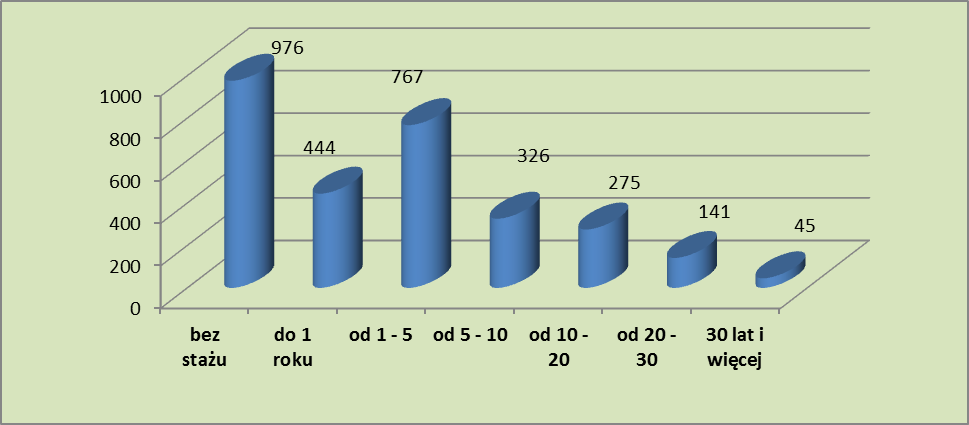 976
444
767
326
275
141
45
1000
800
600
400
200
0
bez stażu
do 1 roku
od 1 - 5
od 5 - 10
od 10 - 20
od 20 - 30
30 lat i więcej